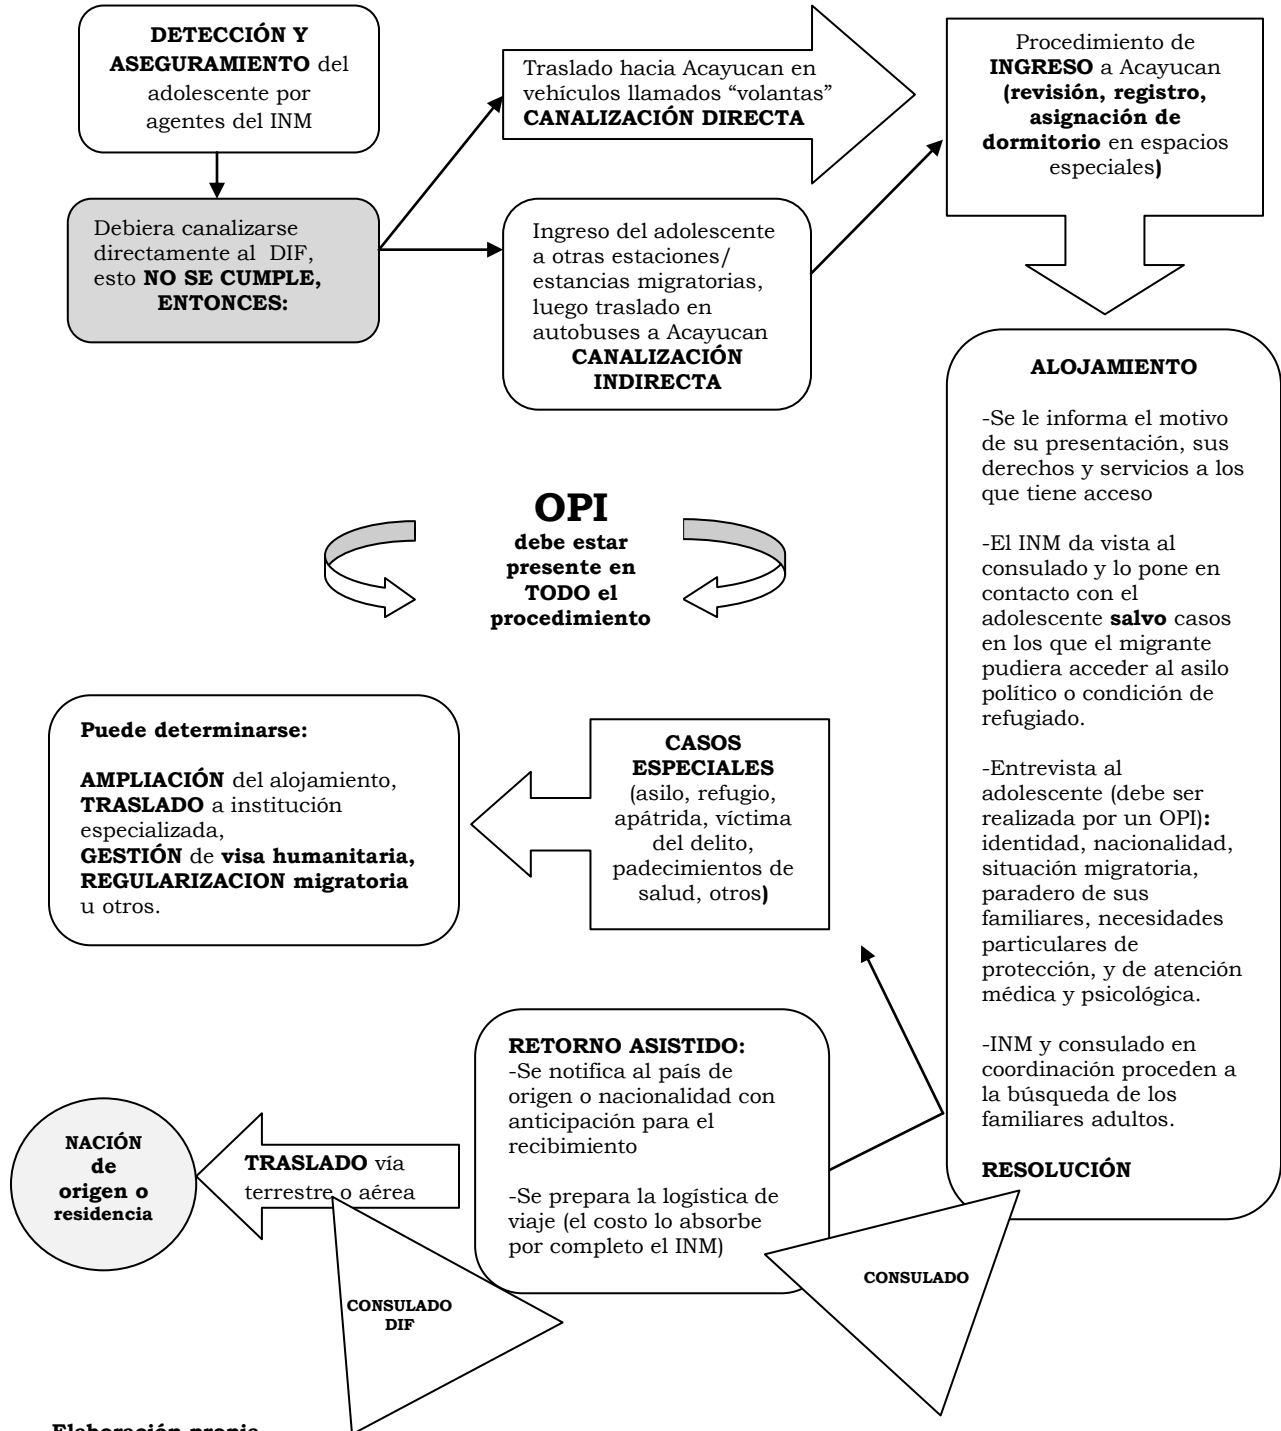 DETECCIÓN Y
ASEGURAMIENTO del
adolescente por
agentes del INM
Debiera canalizarse
directamente al DIF,
esto NO SE CUMPLE,
ENTONCES:
Traslado hacia Acayucan en
vehículos llamados “volantas”
CANALIZACIÓN DIRECTA
Ingreso del adolescente
a otras estaciones/
estancias migratorias,
luego traslado en
autobuses a Acayucan
CANALIZACIÓN
INDIRECTA
Procedimiento de
INGRESO a Acayucan
(revisión, registro,
asignación de
dormitorio en espacios
especiales)
ALOJAMIENTO
-Se le informa el motivo
de su presentación, sus
derechos y servicios a los
que tiene acceso
-El INM da vista al
consulado y lo pone en
contacto con el
adolescente salvo casos
en los que el migrante
pudiera acceder al asilo
político o condición de
refugiado.
-Entrevista al
adolescente (debe ser
realizada por un OPI):
identidad, nacionalidad,
situación migratoria,
paradero de sus
familiares, necesidades
particulares de
protección, y de atención
médica y psicológica.
-INM y consulado en
coordinación proceden a
la búsqueda de los
familiares adultos.
RESOLUCIÓN
OPI
debe estar
presente en
TODO el
procedimiento
CASOS
ESPECIALES
(asilo, refugio,
apátrida, víctima
del delito,
padecimientos de
salud, otros)
Puede determinarse:
AMPLIACIÓN del alojamiento,
TRASLADO a institución
especializada,
GESTIÓN de visa humanitaria,
REGULARIZACION migratoria
u otros.
RETORNO ASISTIDO:
-Se notifica al país de
origen o nacionalidad con
anticipación para el
recibimiento
-Se prepara la logística de
viaje (el costo lo absorbe
por completo el INM)
CONSULADO
TRASLADO vía
terrestre o aérea
CONSULADO
DIF
NACIÓN
de
origen o
residencia
Elaboración propia